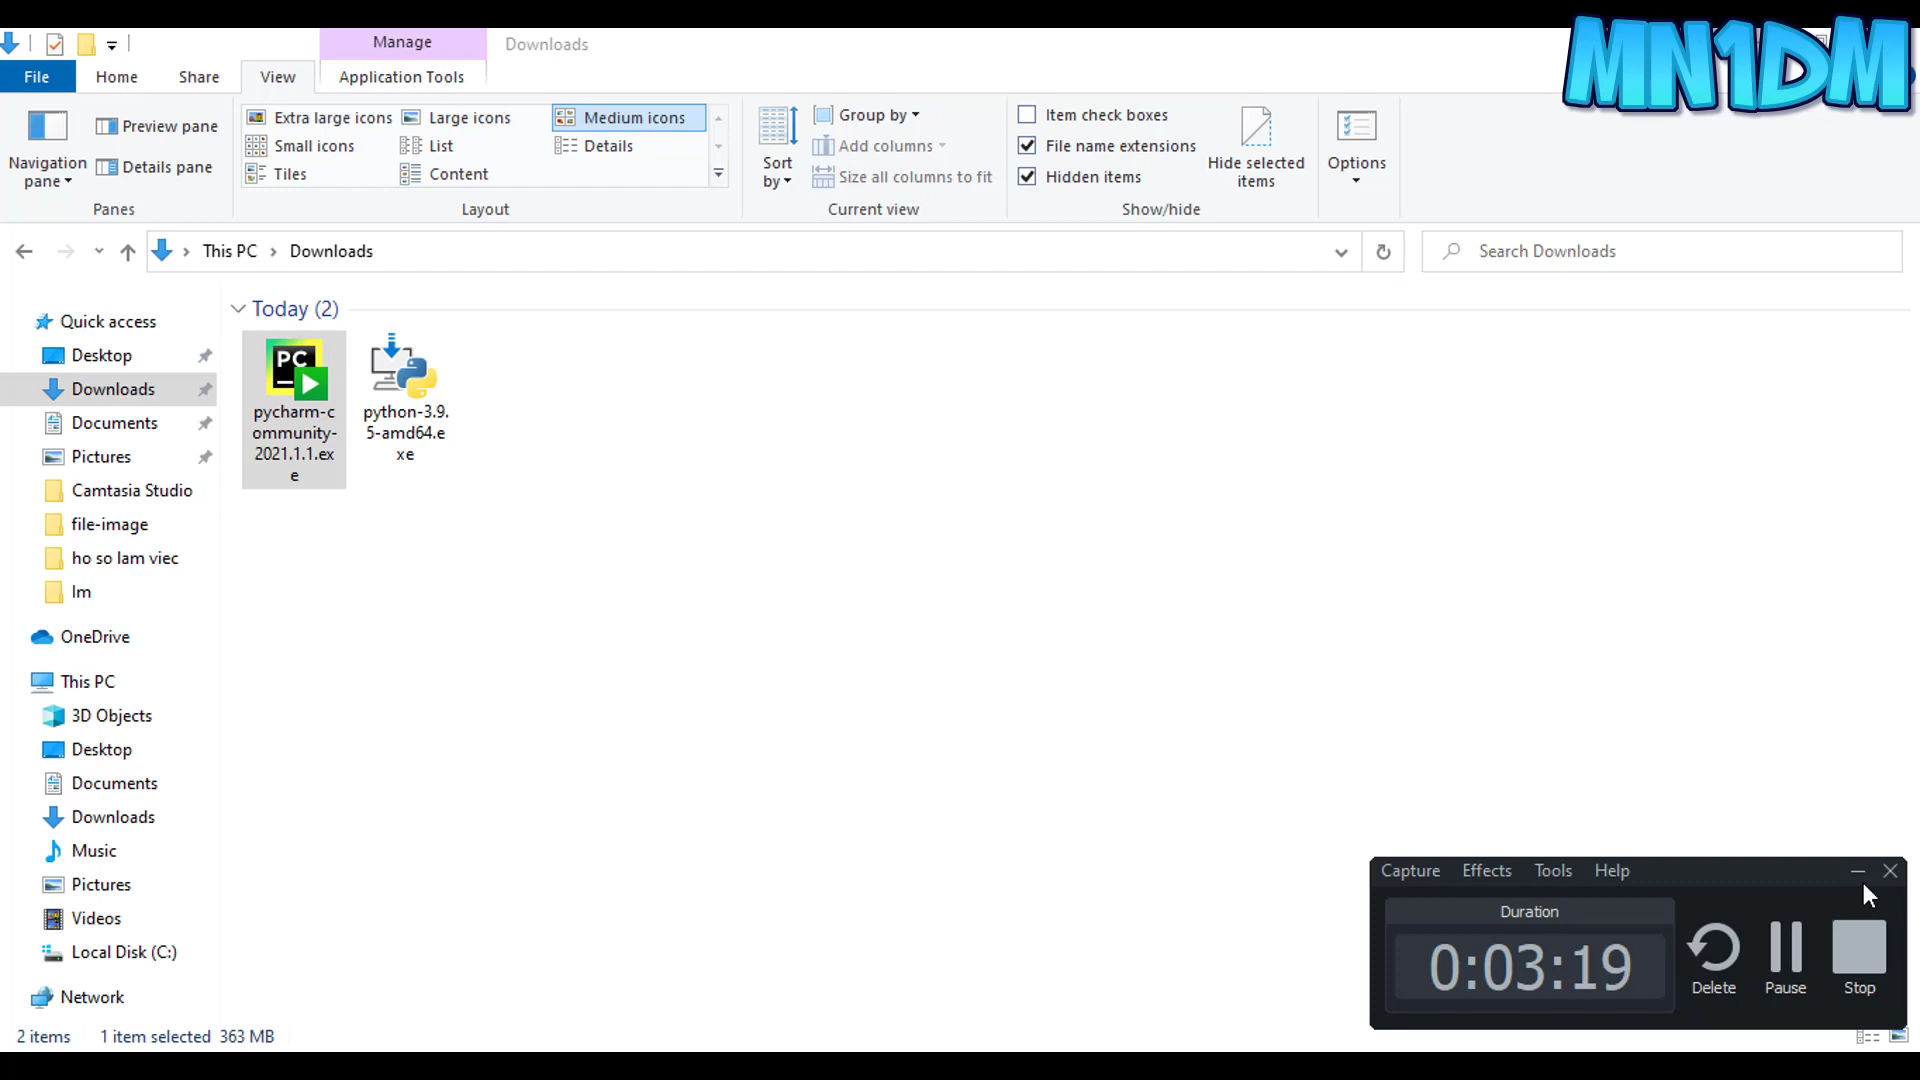 Manage
Downloads
MN1DM
File
Home
Share
View
Application Tools
Navigation
pane
Preview pane
Details pane
Panes
Extra large icons
Large icons
Medium icons
Small icons
List
Details
Tiles
Content
Layout
Sort
by
Group by
Add columns
Size all columns to fit
Current view
Item check boxes
File name extensions
Hidden items
Hide selected
items
Show/hide
Options
This PC
Downloads
Search Downloads
Quick access
Desktop
Downloads
Documents
Pictures
Camtasia Studio
file-image
ho so lam viec
lm
OneDrive
This PC
3D Objects
Desktop
Documents
Downloads
Music
Pictures
Videos
Local Disk (C:)
Network
Today (2)
PC
pycharm-c
ommunity-
2021.1.1.ex
e
python-3.9.
5-amd64.e
xe
Capture
Effects
Tools
Help
Duration
0:03:19
Delete
Pause
Stop
2 items
1 item selected
363 MB